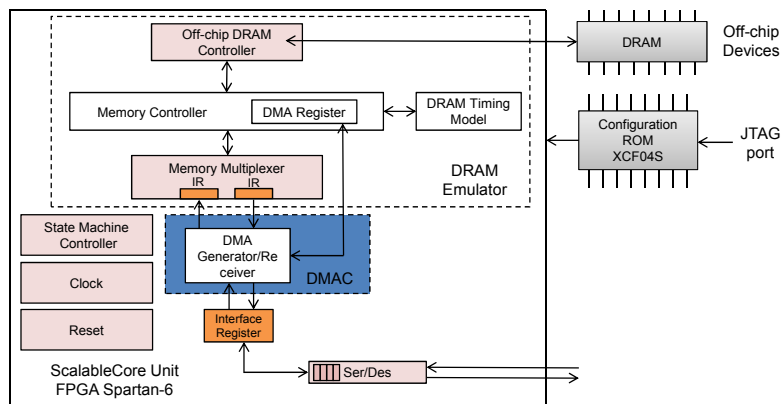 Off-chip DRAM
Controller
DRAM
Off-chip
Devices
Memory Controller
DMA Register
DRAM Timing
Model
Configuration
ROM
XCF04S
JTAG
port
Memory Multiplexer
IR
IR
DRAM
Emulator
State Machine
Controller
DMA
Generator/Re
ceiver
DMAC
Clock
Reset
Interface
Register
ScalableCore Unit
FPGA Spartan-6
Ser/Des